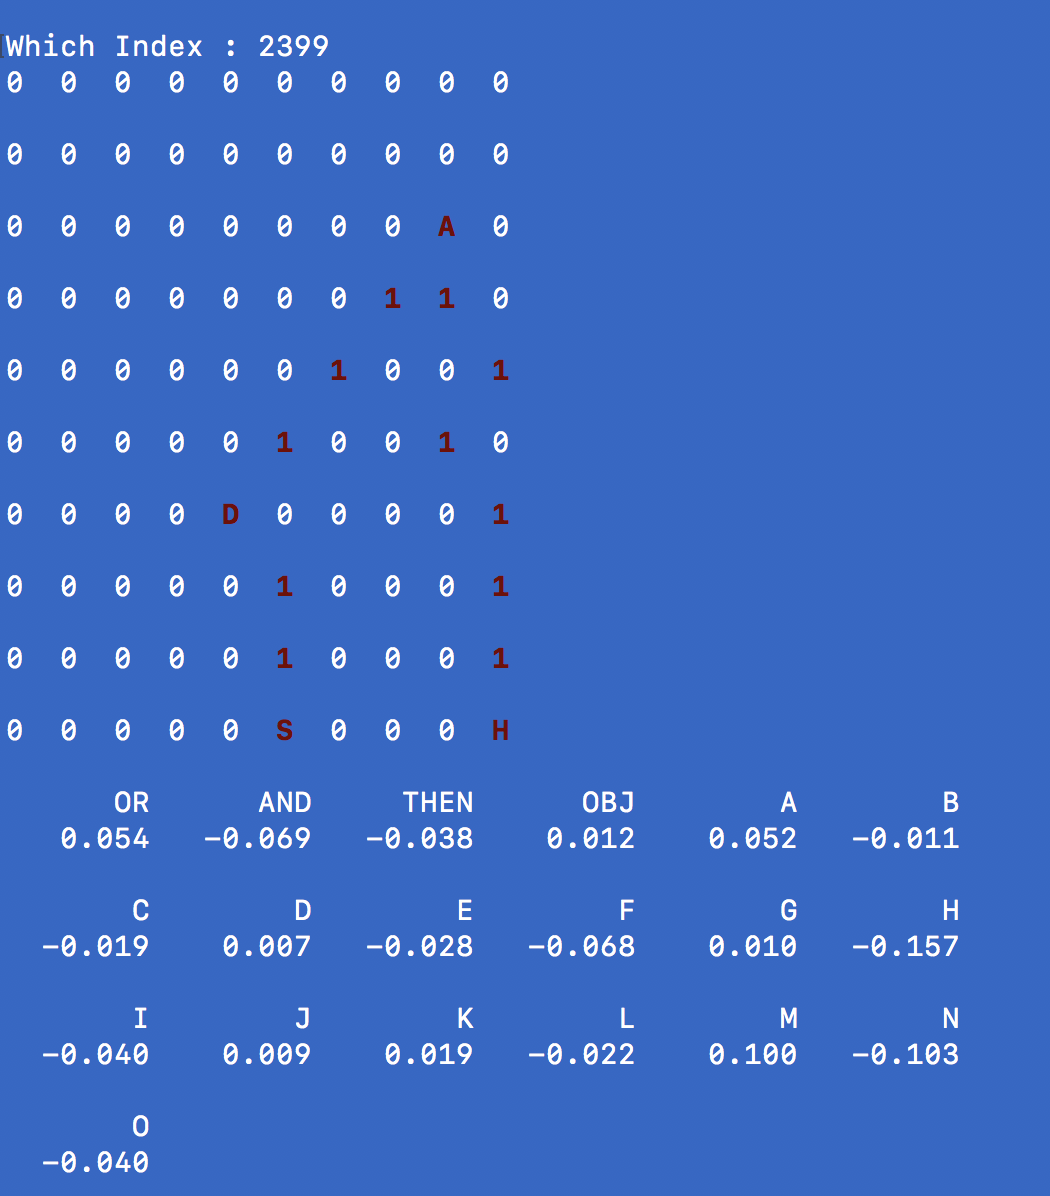 Which Index : 2399
0 0 0 0 0 0 0 0 0 0
0 0 0 0 0 0 0 0 0 0
0 0 0 0 0 0 0 0 A 0
0 0 0 0 0 0 0 1 1 0
0 0 0 0 0 0 1 0 0 1
0 0 0 0 0 1 0 0 1 0
0 0 0 0 D 0 0 0 0 1
0 0 0 0 0 1 0 0 0 1
0 0 0 0 0 1 0 0 0 1
0 0 0 0 0 S 0 0 0 H
OR AND THEN OBJ A B
0.054 -0.069 -0.038 0.012 0.052 -0.011
C D E F G H
-0.019 0.007 -0.028 -0.068 0.010 -0.157
I J K L M N
-0.040 0.009 0.019 -0.022 0.100 -0.103
O
-0.040